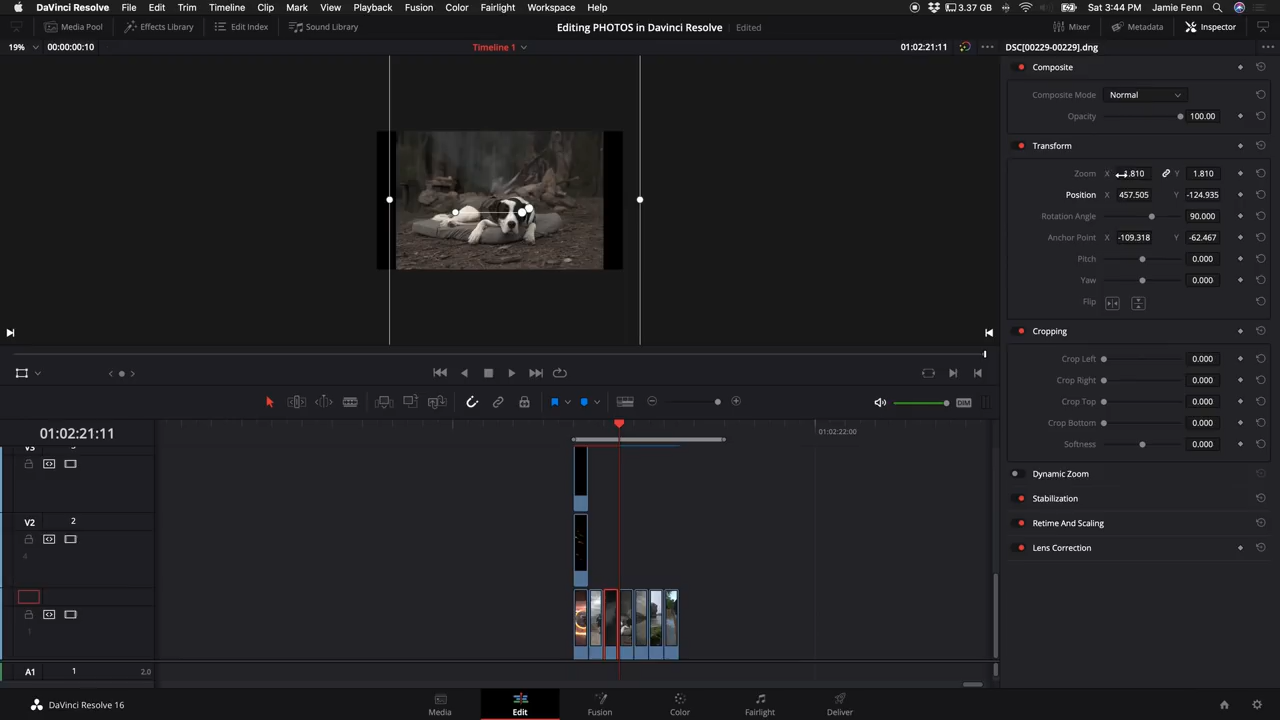 DaVinci Resolve File Edit Trim Timeline Clip Mark View Playback Fusion Color Fairlight Workspace Help 3.37 GB Sat 3:44 PM Jamie Fenn
Media Pool Effects Library Edit Index Sound Library Editing PHOTOS in Davinci Resolve Edited Mixer Metadata Inspector
19% 00:00:00:10 Timeline 1 01:02:21:11 DSC[00229-00229].dng
Composite
Composite Mode Normal
Opacity 100.00
Transform
Zoom X .810 Y 1.810
Position 457.505 -124.935
Rotation Angle 90.000
Anchor Point X -109.318 Y -62.467
Pitch 0.000
Yaw 0.000
Flip
Cropping
Crop Left 0.000
Crop Right 0.000
Crop Top 0.000
Crop Bottom 0.000
Softness 0.000
Dynamic Zoom
Stabilization
Retime And Scaling
Lens Correction
DIM
01:02:21:11 01:02:22:00
V2 2
4
1
A1 1 2.0
DaVinci Resolve 16 Media Edit Fusion Color Fairlight Deliver